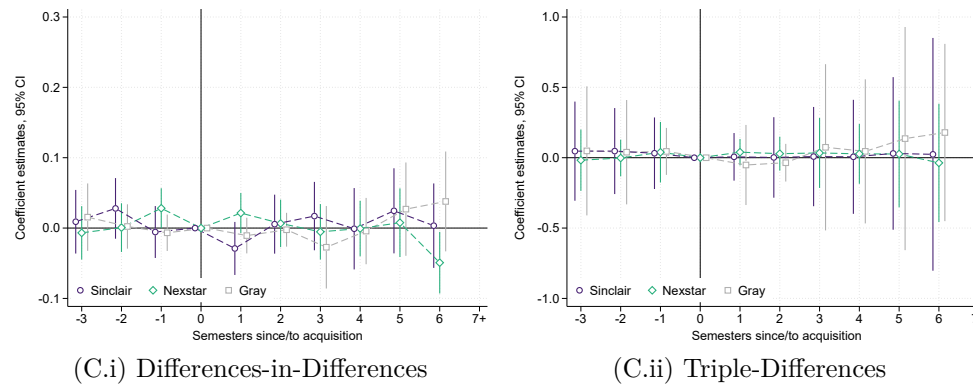 Coefficient estimates, 95% CI
0.3
0.2
0.1
0.0
-0.1
Sinclair Nexstar Gray
-3 -2 -1 0 1 2 3 4 5 6 7+
Semesters since/to acquisition
(C.i) Differences-in-Differences
Coefficient estimates, 95% CI
1.0
0.5
0.0
-0.5
-1.0
Sinclair Nexstar Gray
-3 -2 -1 0 1 2 3 4 5 6 7
Semesters since/to acquisition
(C.ii) Triple-Differences